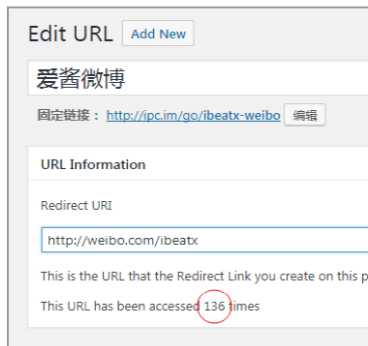 Edit URL Add New
爱酱微博
固定链接： http://ipc.im/go/ibeatx-weibo 编辑
URL Information
Redirect URI
http://weibo.com/ibeatx
This is the URL that the Redirect Link you create on this p
This URL has been accessed 136 times